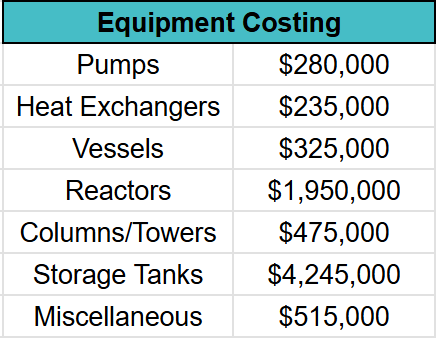 Equipment Costing
Pumps $280,000
Heat Exchangers $235,000
Vessels $325,000
Reactors $1,950,000
Columns/Towers $475,000
Storage Tanks $4,245,000
Miscellaneous $515,000